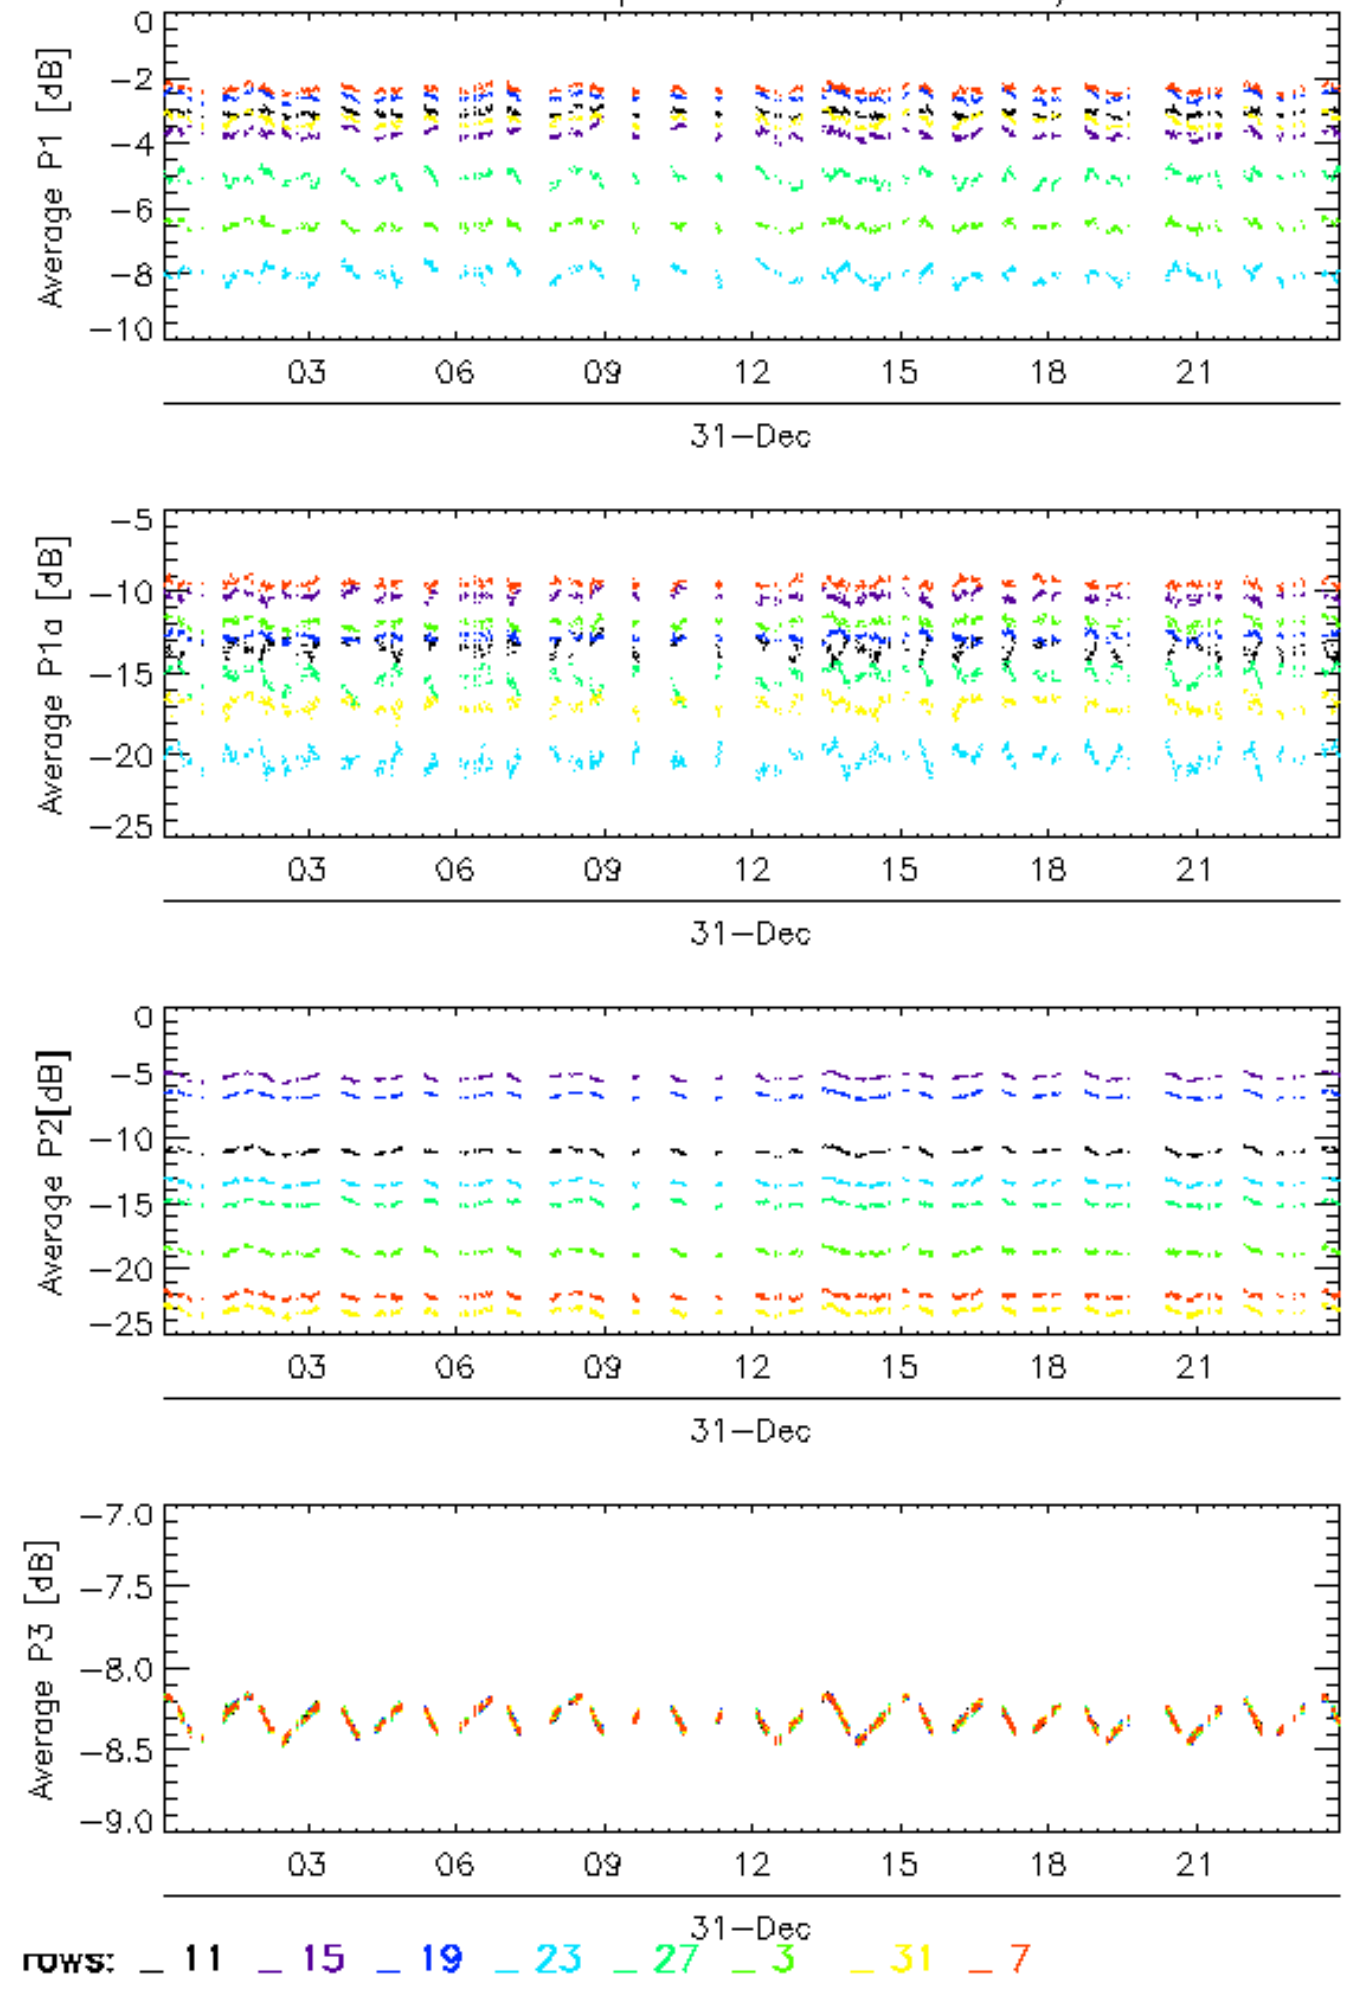 0
−2
−4
−6
−8
−10
Average P1 [dB]
03 06 09 12 15 18 21
31−Dec
−5
−10
−15
−20
−25
Average P1a [dB]
03 06 09 12 15 18 21
31−Dec
0
−5
−10
−15
−20
−25
Average P2[dB]
03 06 09 12 15 18 21
31−Dec
−7.0
−7.5
−8.0
−8.5
−9.0
Average P3 [dB]
03 06 09 12 15 18 21
31−Dec
rows: _ 11 _ 15 _ 19 _ 23 _ 27 _ 3 _ 31 _ 7